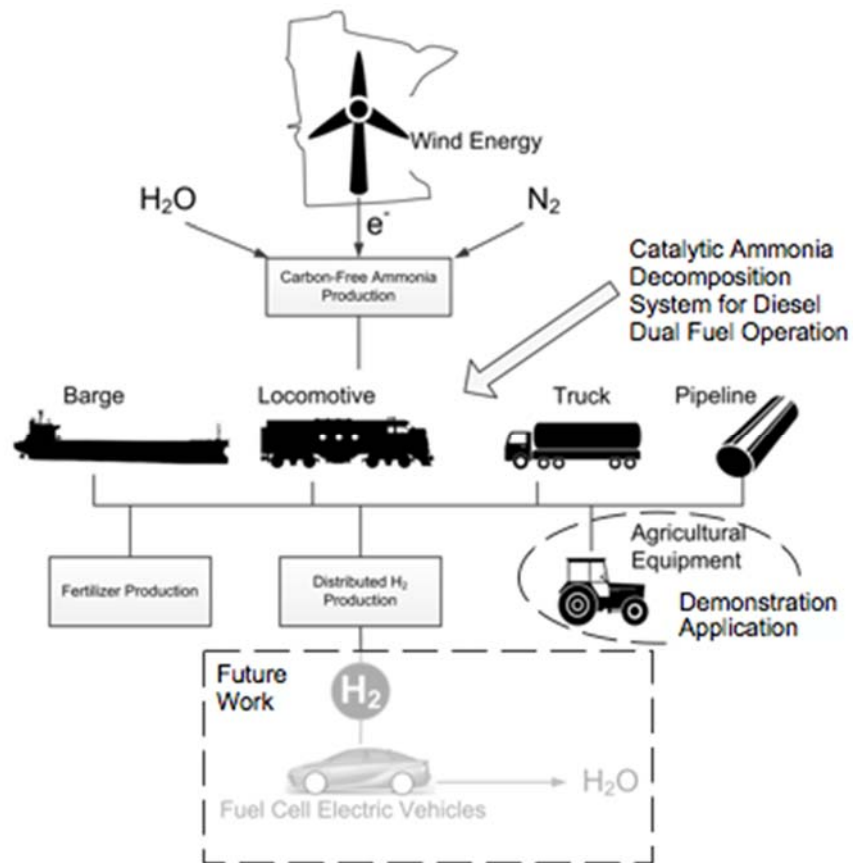 Wind Energy
H₂O
N₂
e⁻
Carbon-Free Ammonia
Production
Catalytic Ammonia
Decomposition
System for Diesel
Dual Fuel Operation
Barge
Locomotive
Truck
Pipeline
Fertilizer Production
Distributed H₂
Production
Agricultural
Equipment
Demonstration
Application
Future
Work
H₂
H₂O
Fuel Cell Electric Vehicles